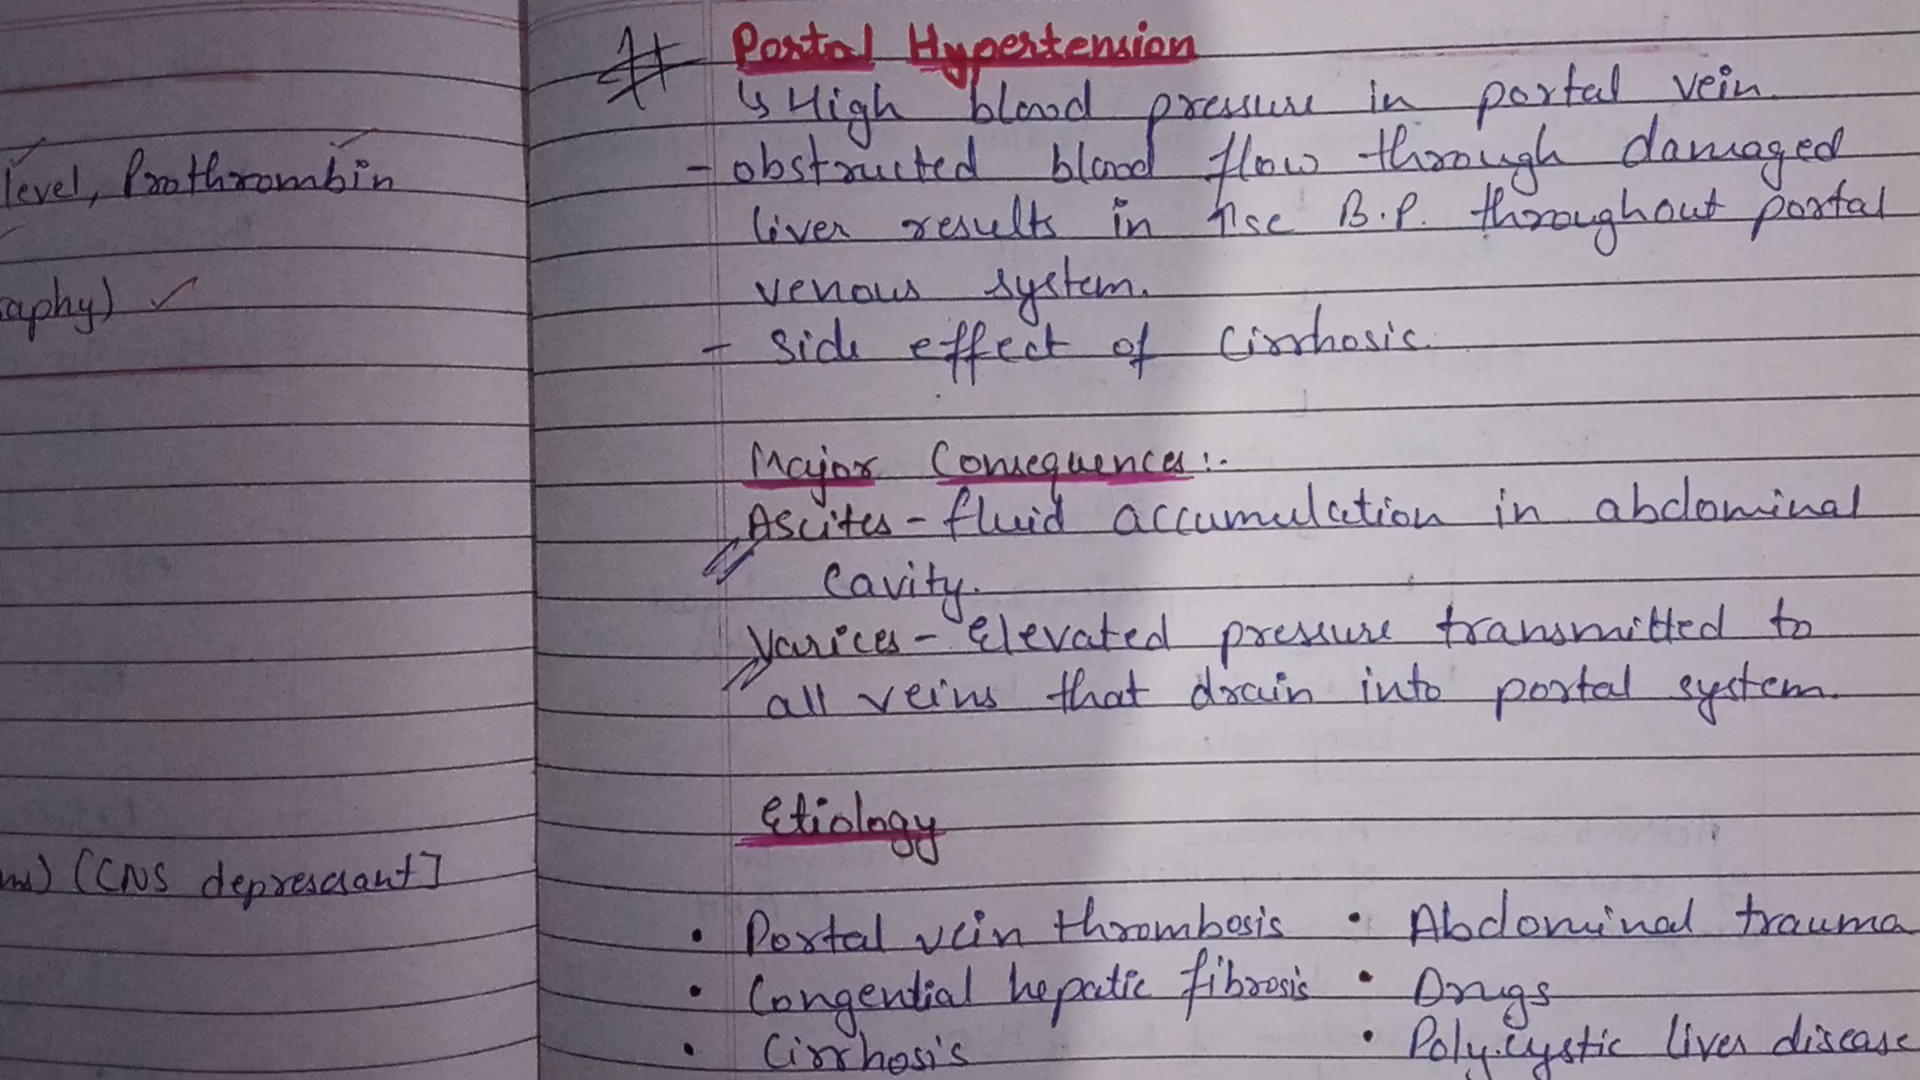 level, Prothrombin
aphy)
ms) [CNS depressant]
# Portal Hypertension
↳ High blood pressure in portal vein.
- obstructed blood flow through damaged
liver results in rise B.P. throughout portal
venous system.
- side effect of Cirrhosis.
Major Consequences :-
Ascites - fluid accumulation in abdominal
cavity.
Varices - Elevated pressure transmitted to
all veins that drain into portal system.
Etiology
• Portal vein thrombosis • Abdominal trauma
• Congential hepatic fibrosis • Drugs
• Cirrhosis • Polycystic liver disease